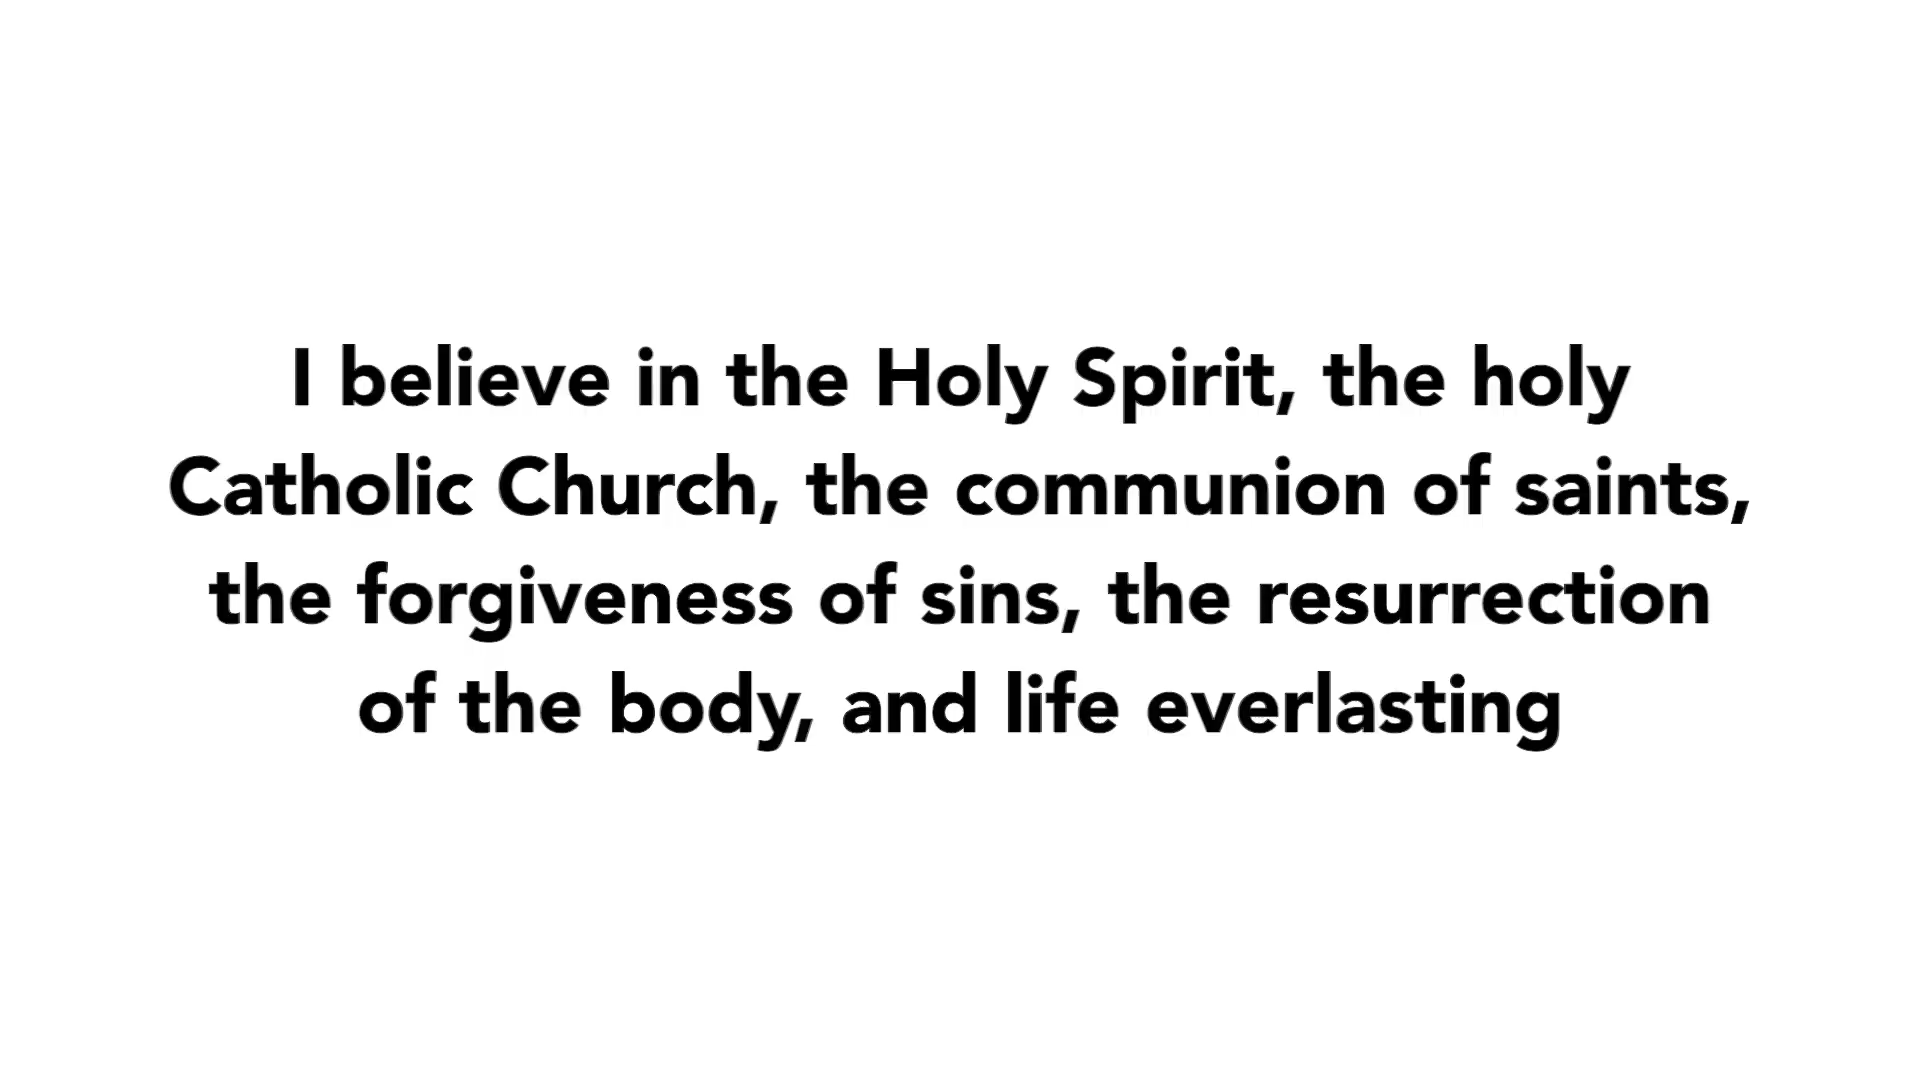 I believe in the Holy Spirit, the holy
Catholic Church, the communion of saints,
the forgiveness of sins, the resurrection
of the body, and life everlasting